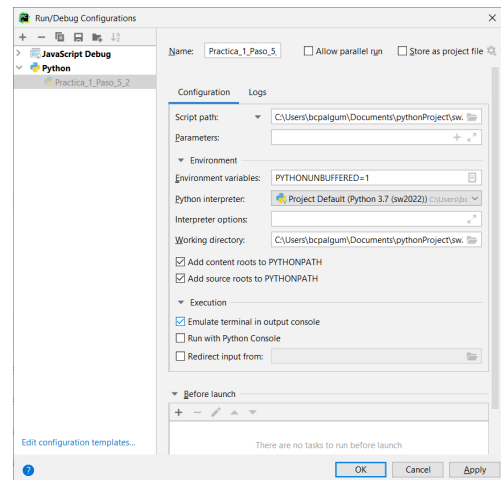 Run/Debug Configurations
JavaScript Debug
Python
Practica_1_Paso_5_2
Name: Practica_1_Paso_5_ Allow parallel run Store as project file
Configuration Logs
Script path: C:\Users\bcpalgum\Documents\pythonProject\sw
Parameters:
Environment
Environment variables: PYTHONUNBUFFERED=1
Python interpreter: Project Default (Python 3.7 (sw2022))
Interpreter options:
Working directory: C:\Users\bcpalgum\Documents\pythonProject\sw
Add content roots to PYTHONPATH
Add source roots to PYTHONPATH
Execution
Emulate terminal in output console
Run with Python Console
Redirect input from:
Before launch
There are no tasks to run before launch
Edit configuration templates...
? OK Cancel Apply